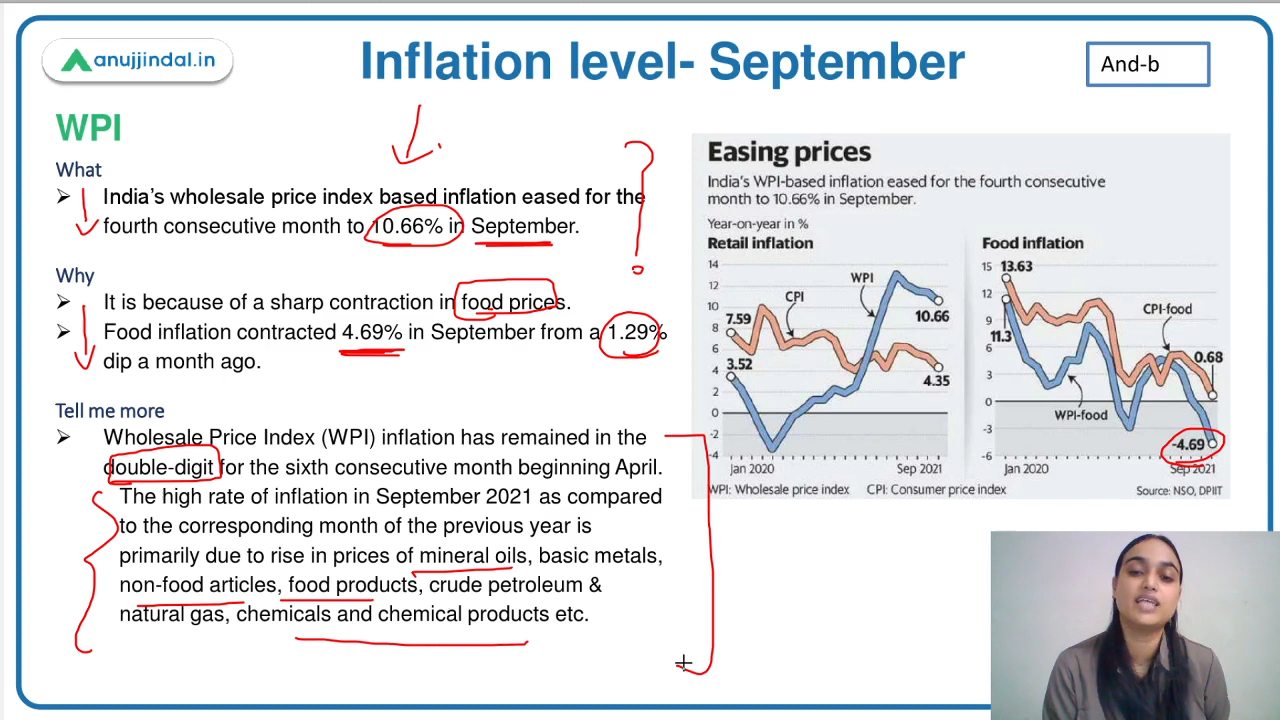 anujjindal.in
Inflation level- September
And-b
WPI
What
➢ India's wholesale price index based inflation eased for the
fourth consecutive month to 10.66% in September.
Why
➢ It is because of a sharp contraction in food prices.
➢ Food inflation contracted 4.69% in September from a 1.29%
dip a month ago.
Tell me more
➢ Wholesale Price Index (WPI) inflation has remained in the
double-digit for the sixth consecutive month beginning April.
The high rate of inflation in September 2021 as compared
to the corresponding month of the previous year is
primarily due to rise in prices of mineral oils, basic metals,
non-food articles, food products, crude petroleum &
natural gas, chemicals and chemical products etc.
?
Easing prices
India's WPI-based inflation eased for the fourth consecutive
month to 10.66% in September.
Year-on-year in %
Retail inflation
14
12
10
8
6
4
2
0
-2
-4
7.59
3.52
CPI
WPI
10.66
4.35
Jan 2020
Sep 2021
Food inflation
15
12
9
6
3
0
-3
-6
13.63
11.3
CPI-food
0.68
WPI-food
-4.69
Jan 2020
Sep 2021
WPI: Wholesale price index CPI: Consumer price index
Source: NSO, DPIIT